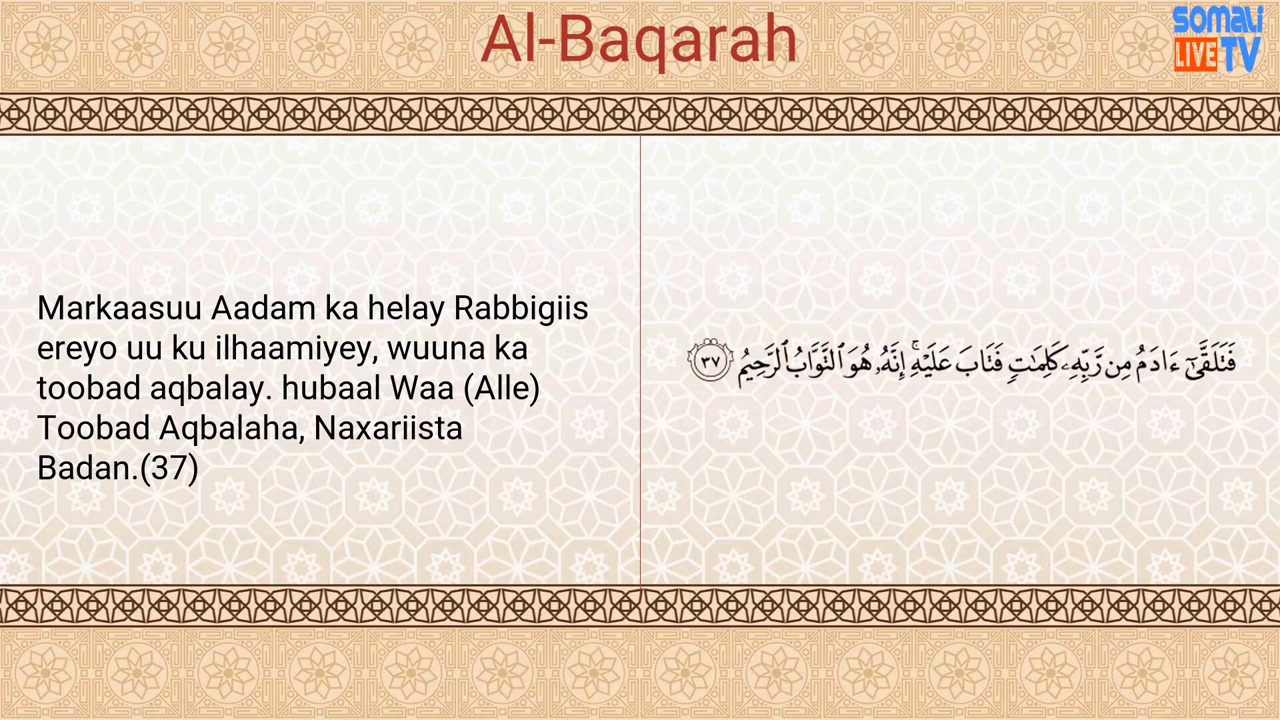 Al-Baqarah
SOMALI
LIVE TV
Markaasuu Aadam ka helay Rabbigiis
ereyo uu ku ilhaamiyey, wuuna ka
toobad aqbalay. hubaal Waa (Alle)
Toobad Aqbalaha, Naxariista
Badan.(37)
فَتَلَقَّىٰٓ ءَادَمُ مِن رَّبِّهِۦ كَلِمَٰتٍ فَتَابَ عَلَيْهِ ۚ إِنَّهُۥ هُوَ ٱلتَّوَّابُ ٱلرَّحِيمُ ٣٧